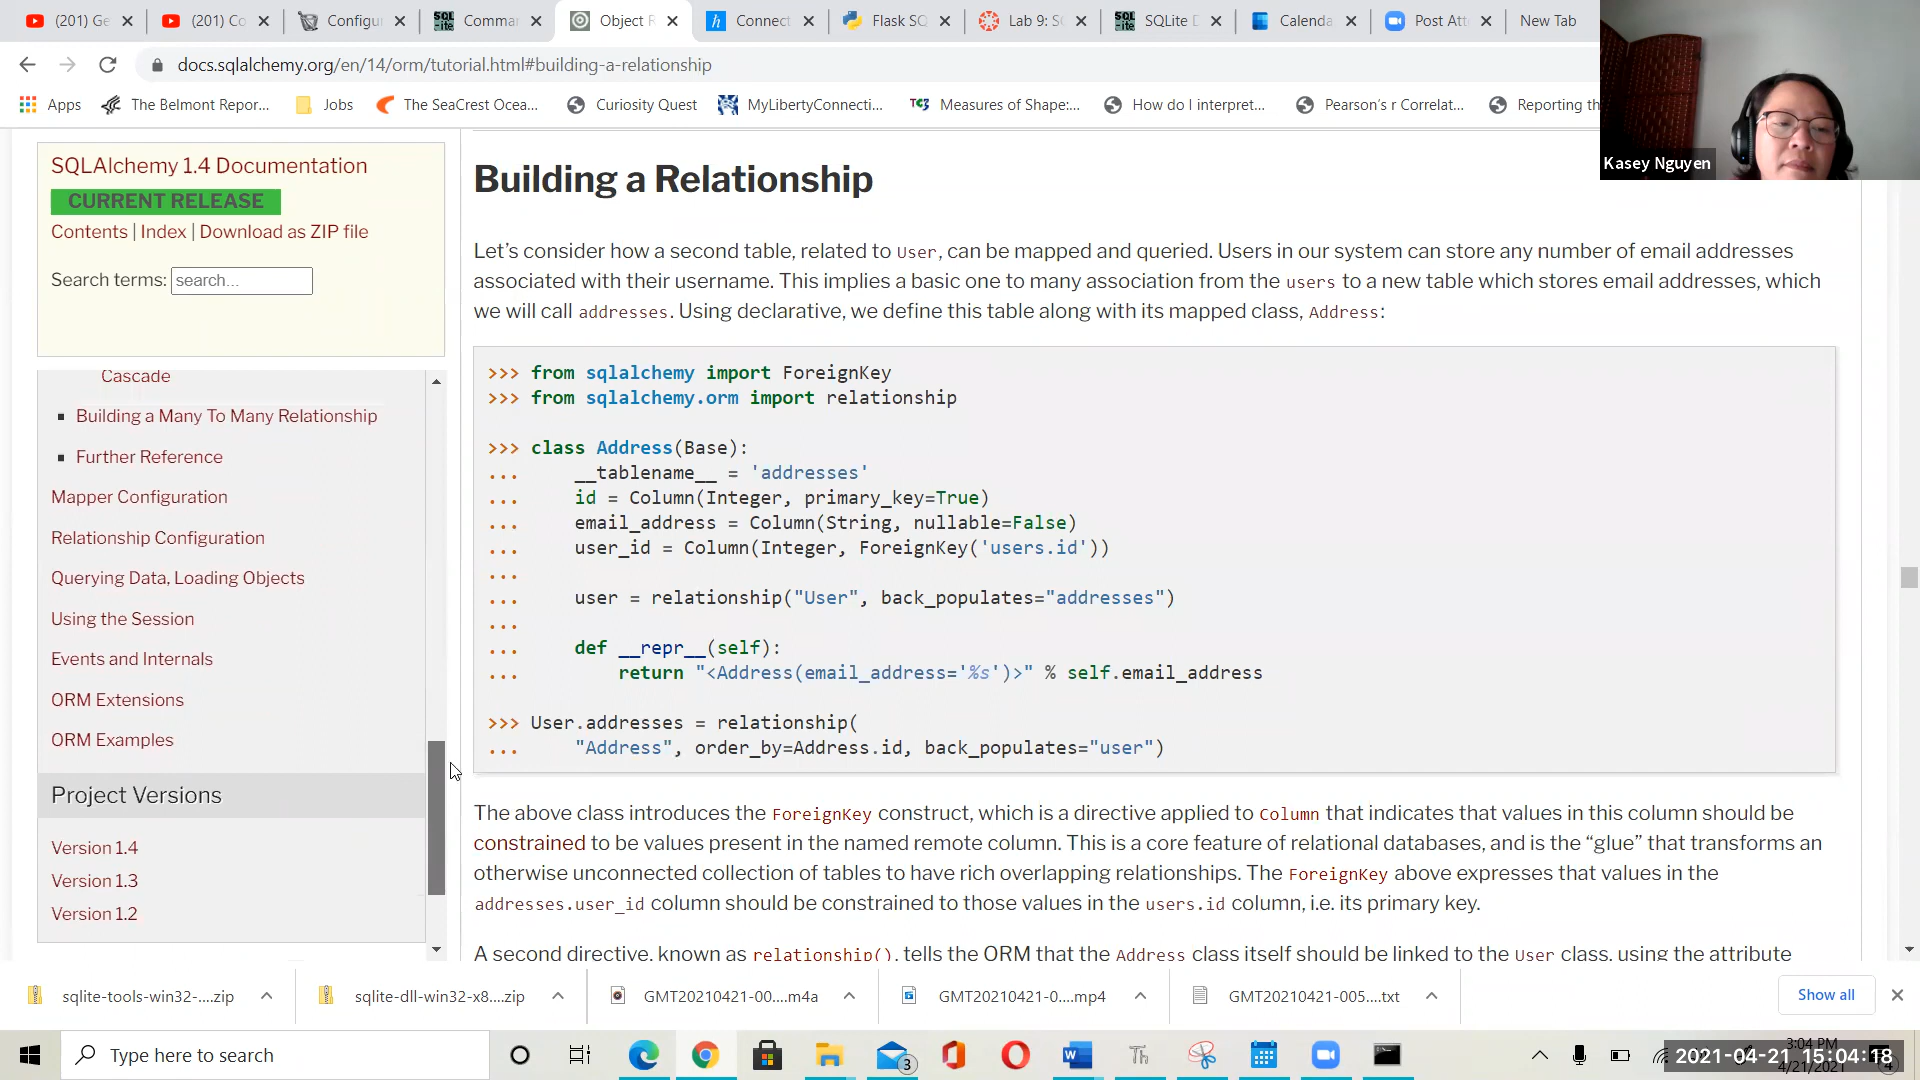 (201) Ge
(201) Co
Configur
Comman
Object R
Connect
Flask SQ
Lab 9: SQ
SQLite D
Calenda
Post Atte
New Tab
docs.sqlalchemy.org/en/14/orm/tutorial.html#building-a-relationship
Apps
The Belmont Repor...
Jobs
The SeaCrest Ocea...
Curiosity Quest
MyLibertyConnecti...
Measures of Shape:...
How do I interpret...
Pearson's r Correlat...
Reporting th
Kasey Nguyen
SQLAlchemy 1.4 Documentation
CURRENT RELEASE
Contents | Index | Download as ZIP file
Search terms: search...
Cascade
Building a Many To Many Relationship
Further Reference
Mapper Configuration
Relationship Configuration
Querying Data, Loading Objects
Using the Session
Events and Internals
ORM Extensions
ORM Examples
Project Versions
Version 1.4
Version 1.3
Version 1.2
Building a Relationship
Let’s consider how a second table, related to User, can be mapped and queried. Users in our system can store any number of email addresses
associated with their username. This implies a basic one to many association from the users to a new table which stores email addresses, which
we will call addresses. Using declarative, we define this table along with its mapped class, Address:
>>> from sqlalchemy import ForeignKey
>>> from sqlalchemy.orm import relationship
>>> class Address(Base):
...     __tablename__ = 'addresses'
...     id = Column(Integer, primary_key=True)
...     email_address = Column(String, nullable=False)
...     user_id = Column(Integer, ForeignKey('users.id'))
...
...     user = relationship("User", back_populates="addresses")
...
...     def __repr__(self):
...         return "<Address(email_address='%s')>" % self.email_address
>>> User.addresses = relationship(
...     "Address", order_by=Address.id, back_populates="user")
The above class introduces the ForeignKey construct, which is a directive applied to Column that indicates that values in this column should be
constrained to be values present in the named remote column. This is a core feature of relational databases, and is the “glue” that transforms an
otherwise unconnected collection of tables to have rich overlapping relationships. The ForeignKey above expresses that values in the
addresses.user_id column should be constrained to those values in the users.id column, i.e. its primary key.
A second directive, known as relationship(), tells the ORM that the Address class itself should be linked to the User class, using the attribute
sqlite-tools-win32-....zip
sqlite-dll-win32-x8....zip
GMT20210421-00....m4a
GMT20210421-0....mp4
GMT20210421-005....txt
Show all
Type here to search
3
3:04 PM
2021-04-21 15:04:18